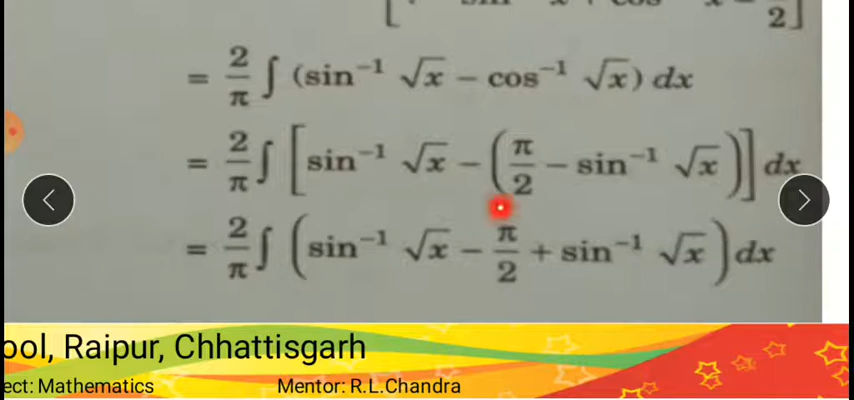 2]
= 2/π ∫ (sin⁻¹ √x − cos⁻¹ √x) dx
= 2/π ∫ [sin⁻¹ √x − (π/2 − sin⁻¹ √x)] dx
= 2/π ∫ (sin⁻¹ √x − π/2 + sin⁻¹ √x) dx
ool, Raipur, Chhattisgarh
ect: Mathematics Mentor: R.L.Chandra